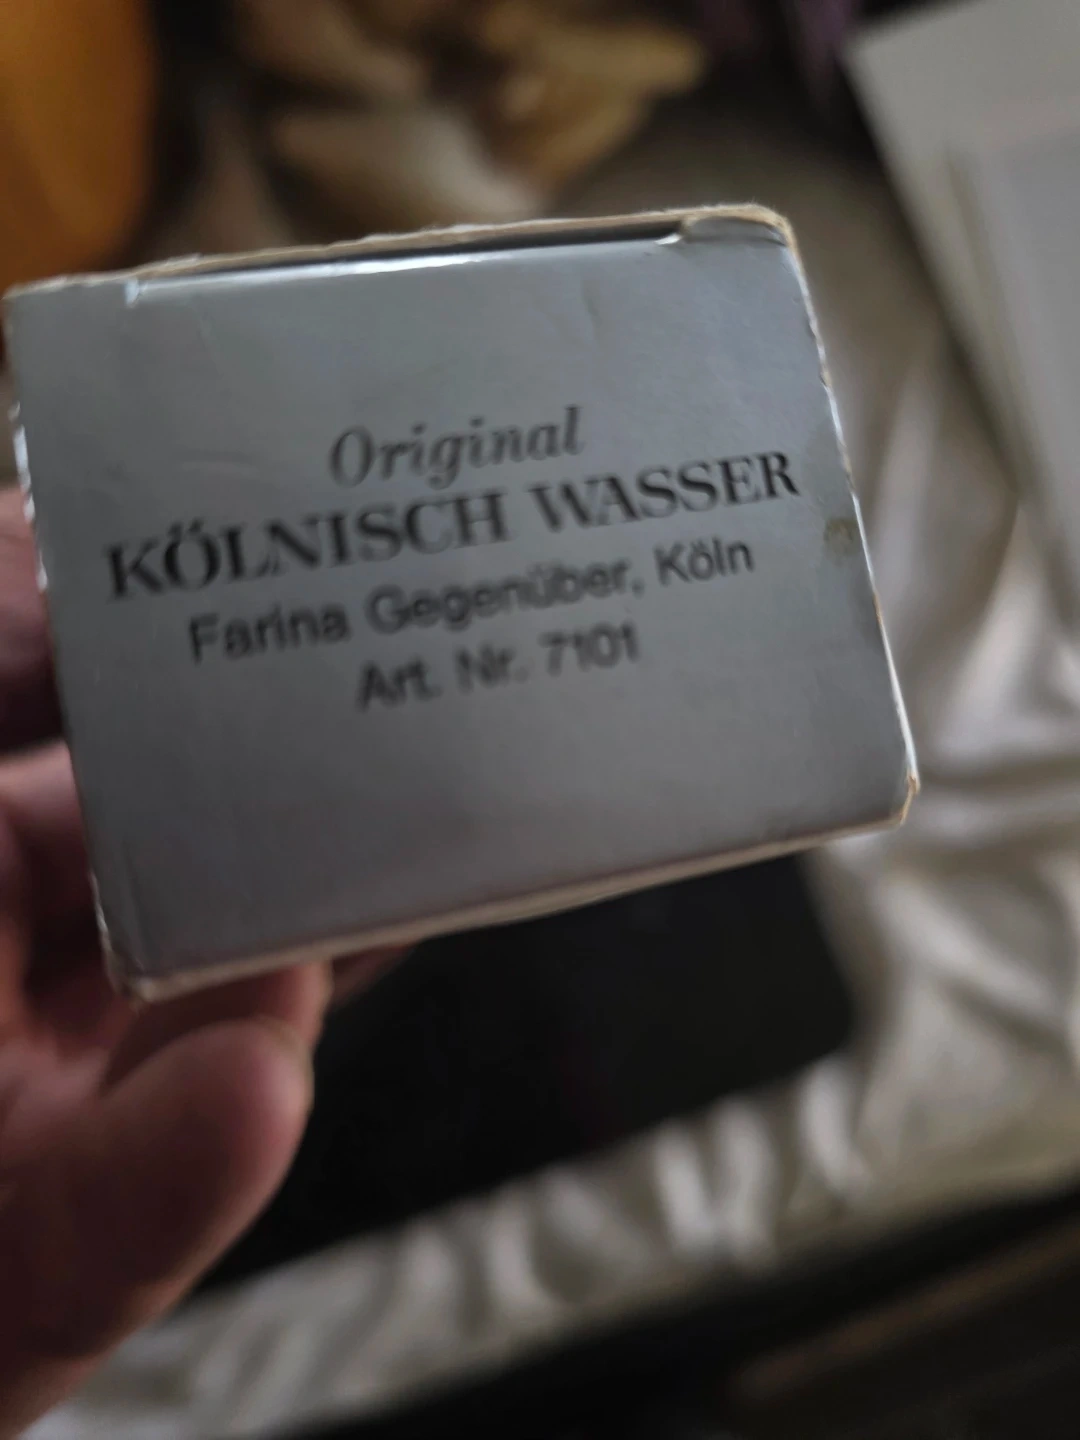 Original
KÖLNISCH WASSER
Farina Gegenüber, Köln
Art. Nr. 7101